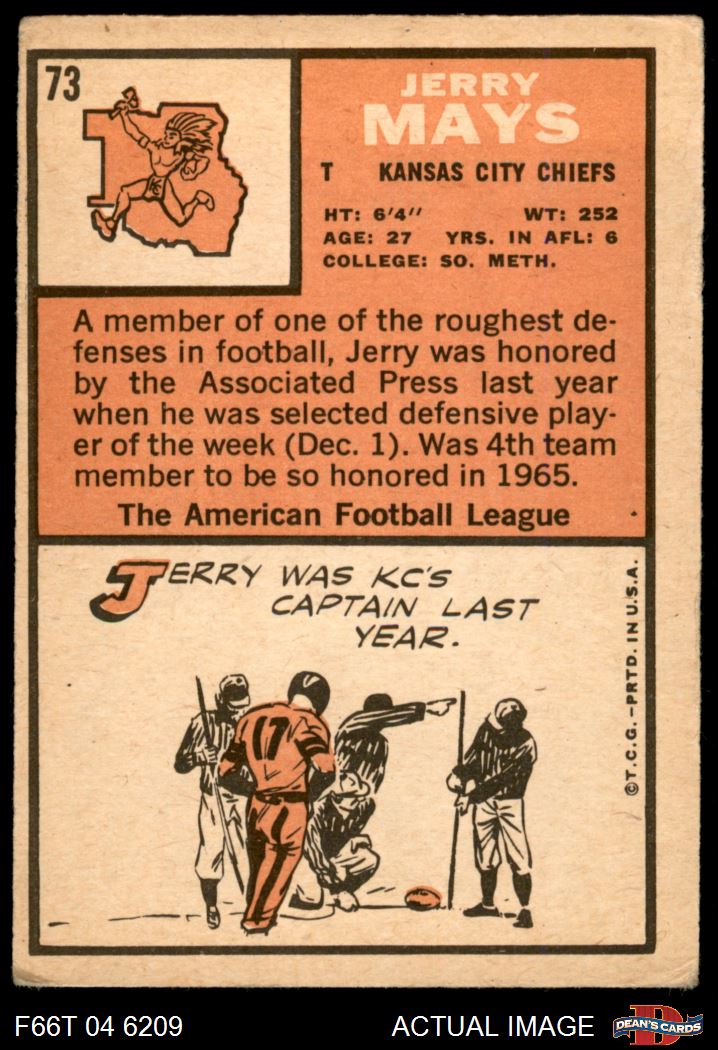 73
JERRY
MAYS
T KANSAS CITY CHIEFS
HT: 6'4" WT: 252
AGE: 27 YRS. IN AFL: 6
COLLEGE: SO. METH.
KC
A member of one of the roughest de-
fenses in football, Jerry was honored
by the Associated Press last year
when he was selected defensive play-
er of the week (Dec. 1). Was 4th team
member to be so honored in 1965.
The American Football League
JERRY WAS KC'S
CAPTAIN LAST
YEAR.
17
©T.C.G.–PRTD. IN U.S.A.
F66T 04 6209 ACTUAL IMAGE
D
DEAN'S CARDS